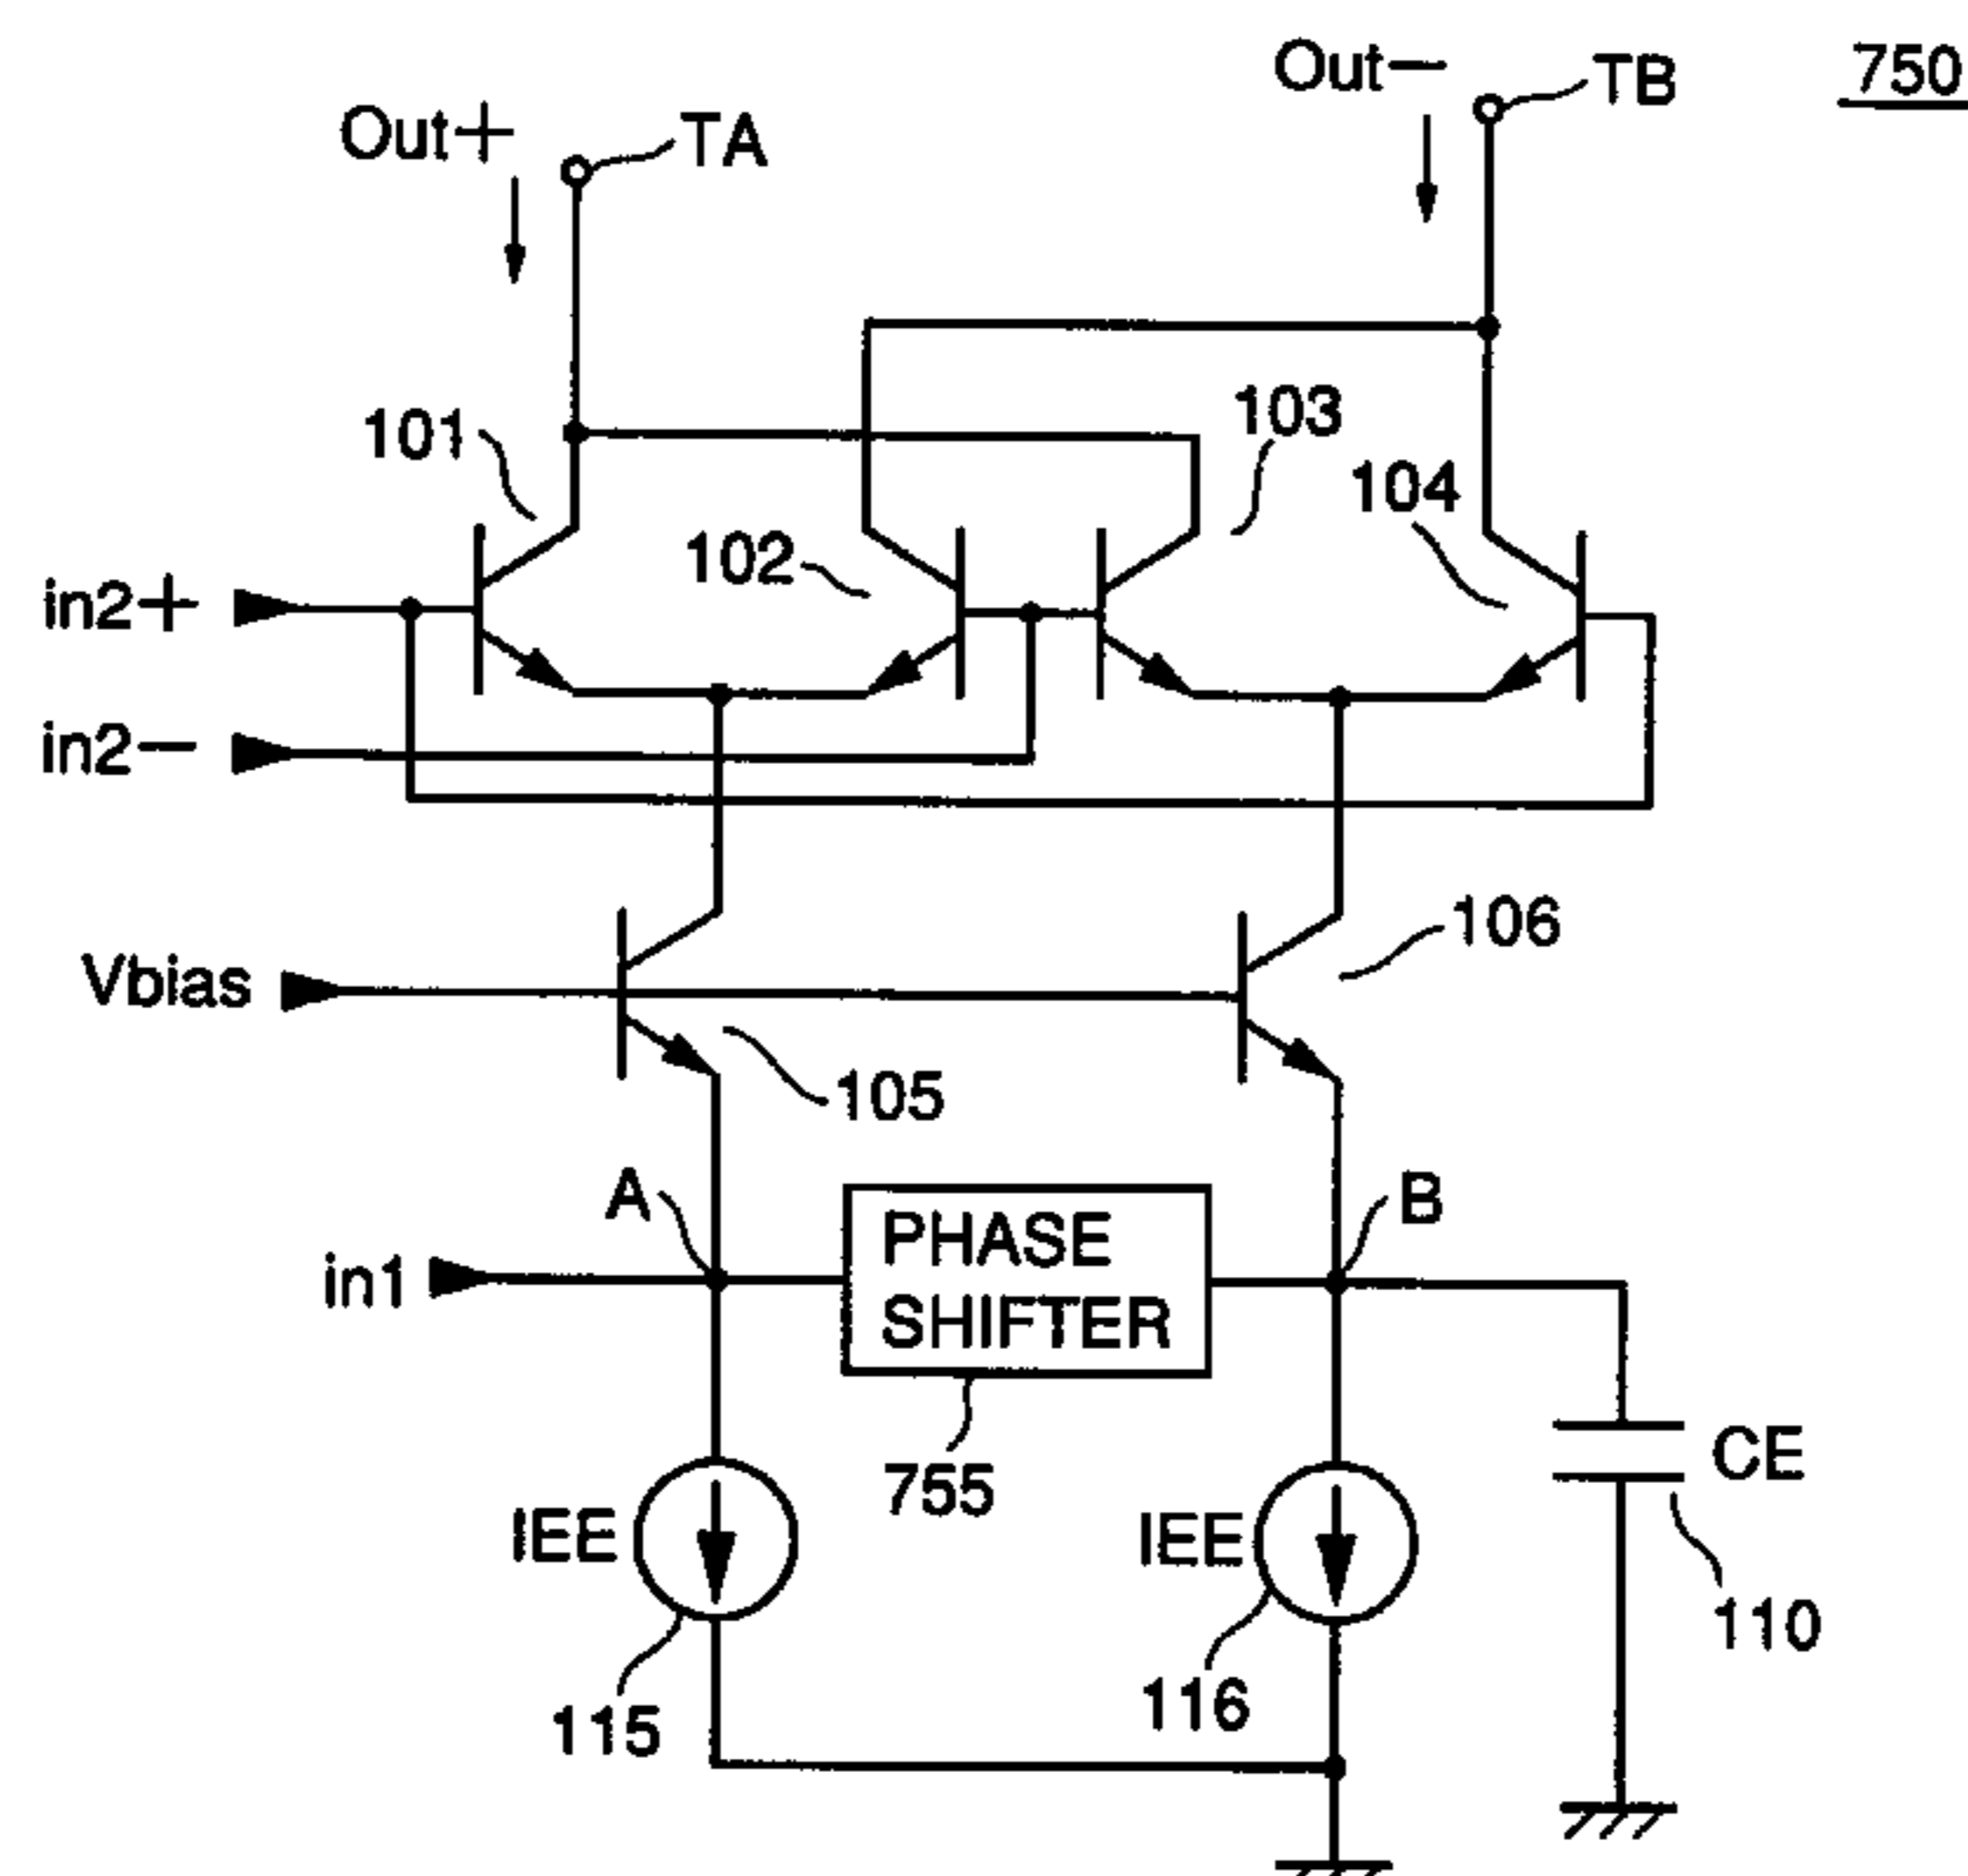 Out−
TB
750
Out+
TA
101
103
104
102
in2+
in2−
106
Vbias
105
A
B
PHASE
SHIFTER
in1
755
CE
IEE
IEE
110
115
116